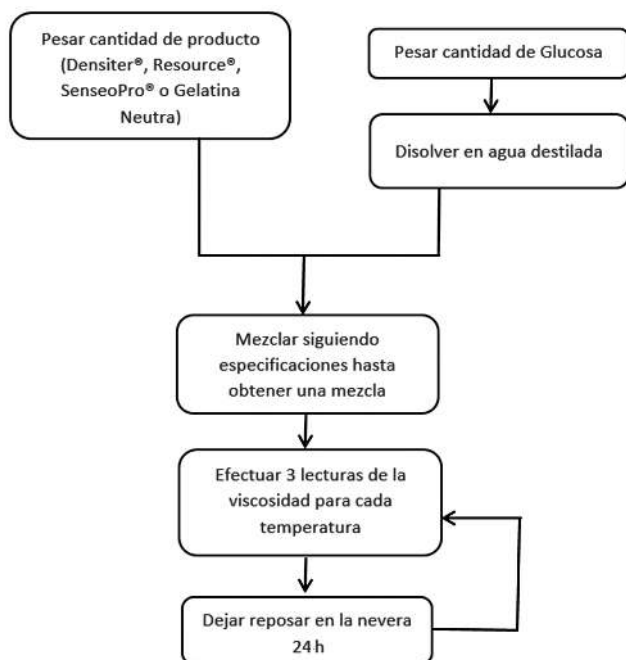 Pesar cantidad de producto
(Densiter®, Resource®,
SenseoPro® o Gelatina
Neutra)
Pesar cantidad de Glucosa
Disolver en agua destilada
Mezclar siguiendo
especificaciones hasta
obtener una mezcla
Efectuar 3 lecturas de la
viscosidad para cada
temperatura
Dejar reposar en la nevera
24 h